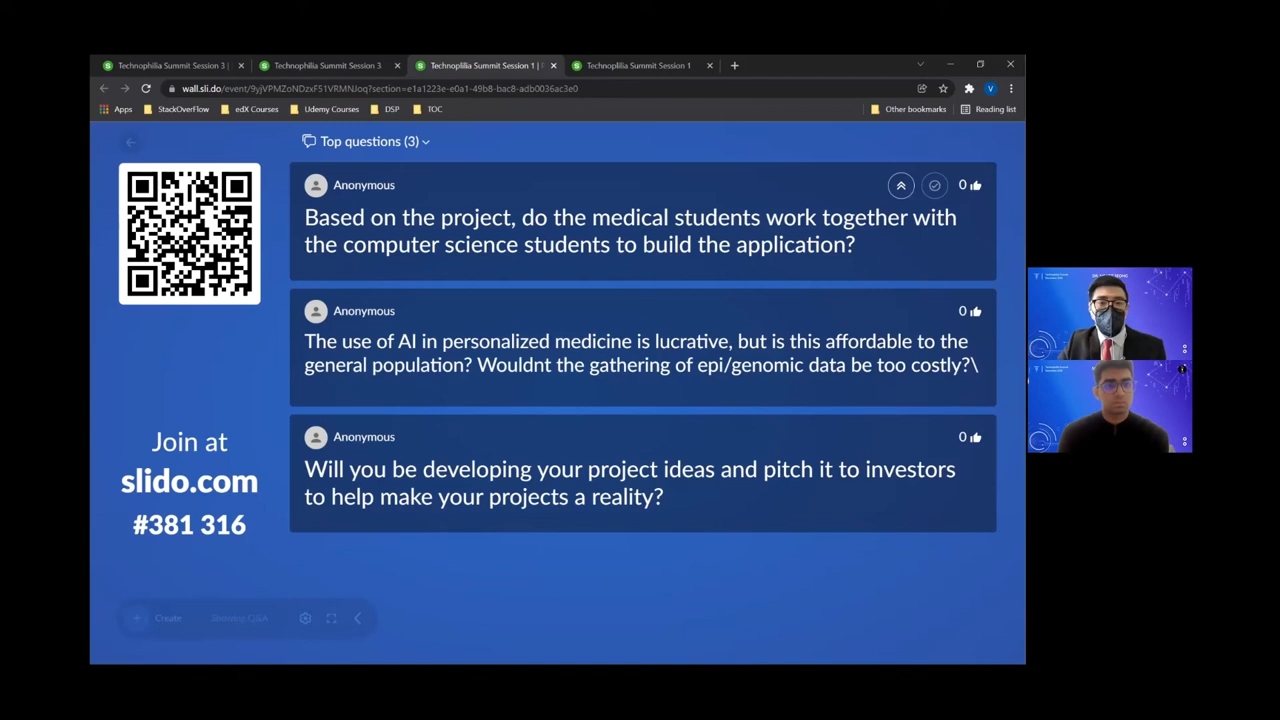 Technophilia Summit Session 3 |
Technophilia Summit Session 3
Technoplilia Summit Session 1 |
Technoplilia Summit Session 1
wall.sli.do/event/9yjVPMZoNDzxF51VRMNJoq?section=e1a1223e-e0a1-49b8-bac8-adb0036ac3e0
Apps
StackOverFlow
edX Courses
Udemy Courses
DSP
TOC
Other bookmarks
Reading list
V
Top questions (3)
Anonymous
0
Based on the project, do the medical students work together with
the computer science students to build the application?
Anonymous
0
The use of AI in personalized medicine is lucrative, but is this affordable to the
general population? Wouldnt the gathering of epi/genomic data be too costly?\
Anonymous
0
Will you be developing your project ideas and pitch it to investors
to help make your projects a reality?
Join at
slido.com
#381 316
Create
Showing Q&A